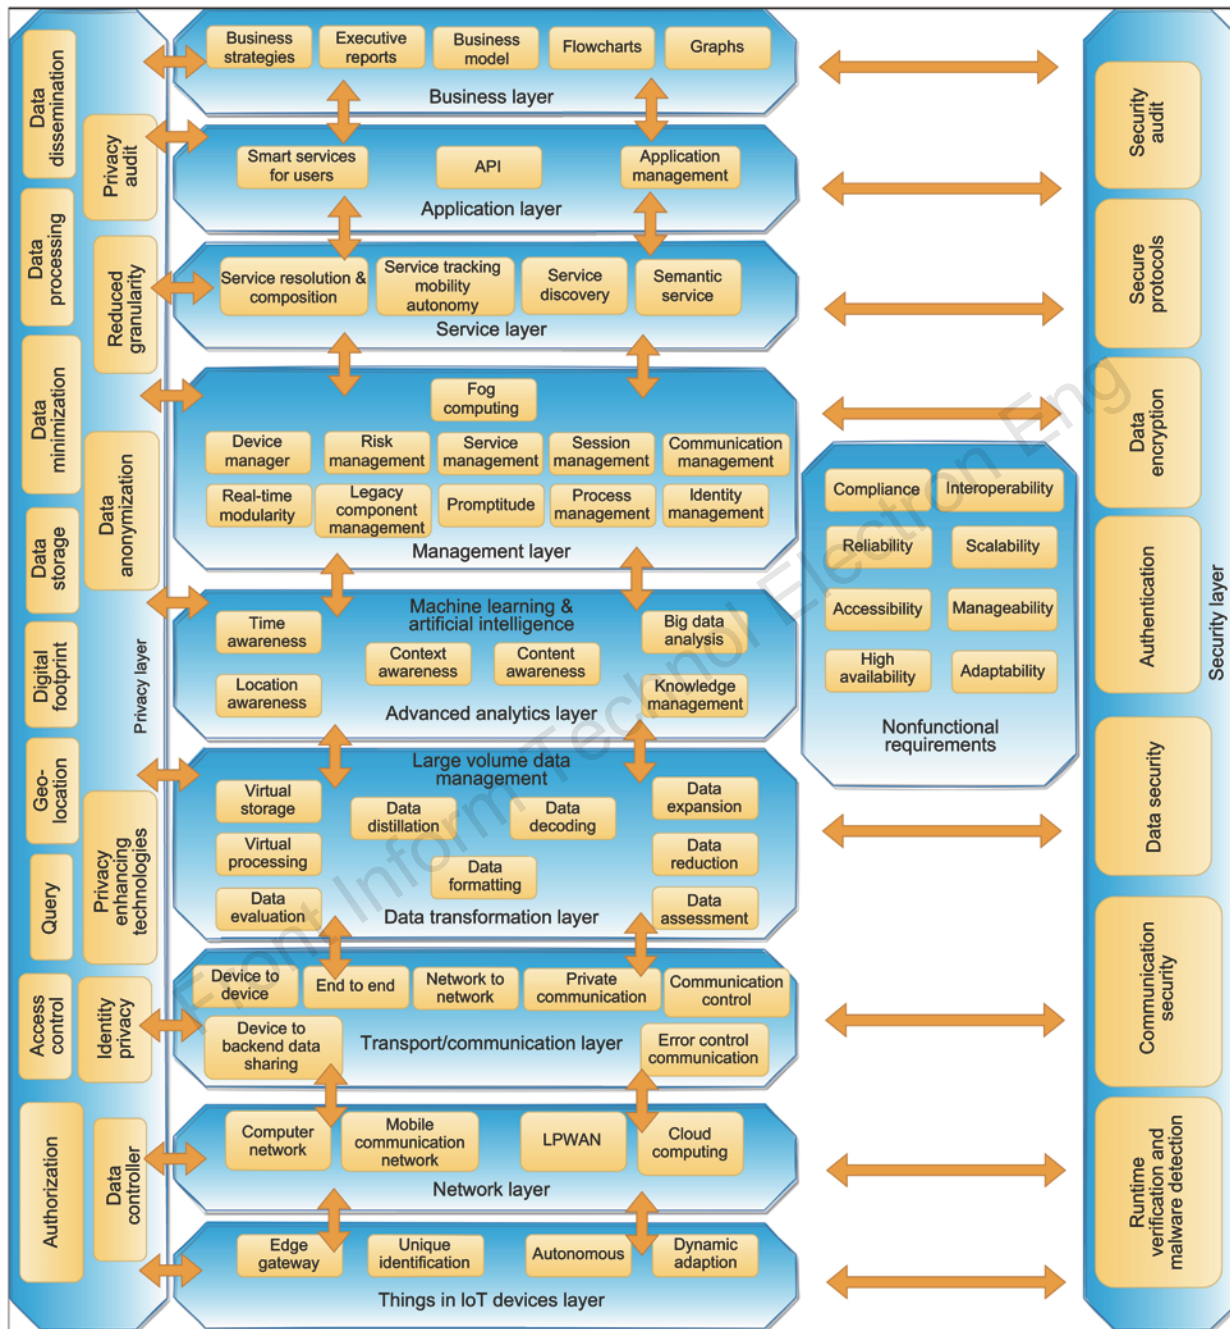 Data
dissemination
Privacy
audit
Data
processing
Reduced
granularity
Data
minimization
Data
anonymization
Data
storage
Digital
footprint
Privacy layer
Geo-
location
Privacy
enhancing
technologies
Query
Access
control
Identity
privacy
Authorization
Data
controller
Business
strategies
Executive
reports
Business
model
Flowcharts
Graphs
Business layer
Smart services
for users
API
Application
management
Application layer
Service resolution &
composition
Service tracking
mobility
autonomy
Service
discovery
Semantic
service
Service layer
Fog
computing
Device
manager
Risk
management
Service
management
Session
management
Communication
management
Real-time
modularity
Legacy
component
management
Promptitude
Process
management
Identity
management
Management layer
Machine learning &
artificial intelligence
Time
awareness
Context
awareness
Content
awareness
Big data
analysis
Location
awareness
Knowledge
management
Advanced analytics layer
Large volume data
management
Virtual
storage
Data
distillation
Data
decoding
Data
expansion
Virtual
processing
Data
formatting
Data
reduction
Data
evaluation
Data
assessment
Data transformation layer
Device to
device
End to end
Network to
network
Private
communication
Communication
control
Device to
backend data
sharing
Error control
communication
Transport/communication layer
Computer
network
Mobile
communication
network
LPWAN
Cloud
computing
Network layer
Edge
gateway
Unique
identification
Autonomous
Dynamic
adaption
Things in IoT devices layer
Compliance
Interoperability
Reliability
Scalability
Accessibility
Manageability
High
availability
Adaptability
Nonfunctional
requirements
Security
audit
Secure
protocols
Data
encryption
Authentication
Security layer
Data security
Communication
security
Runtime
verification and
malware detection
Front Inform Technol Electron Eng